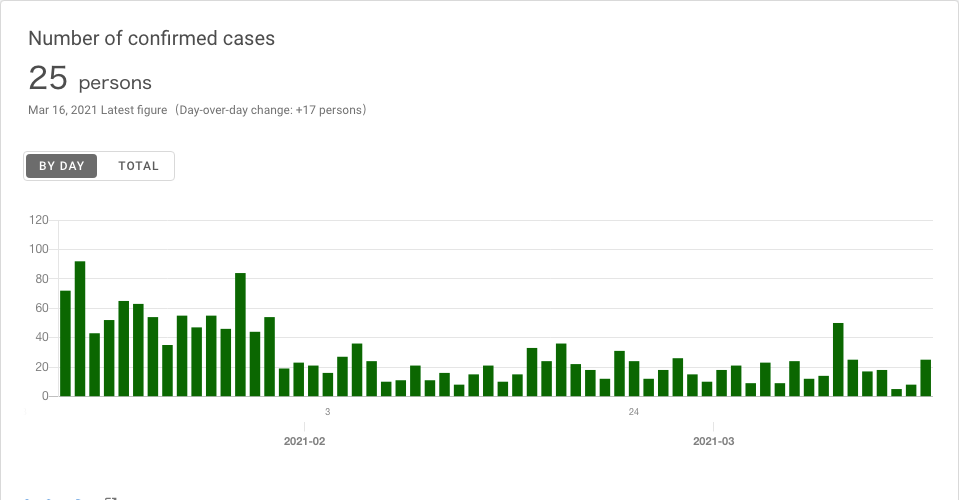 Number of confirmed cases
25 persons
Mar 16, 2021 Latest figure（Day-over-day change: +17 persons）
BY DAY TOTAL
120
100
80
60
40
20
0
3 24
2021-02 2021-03